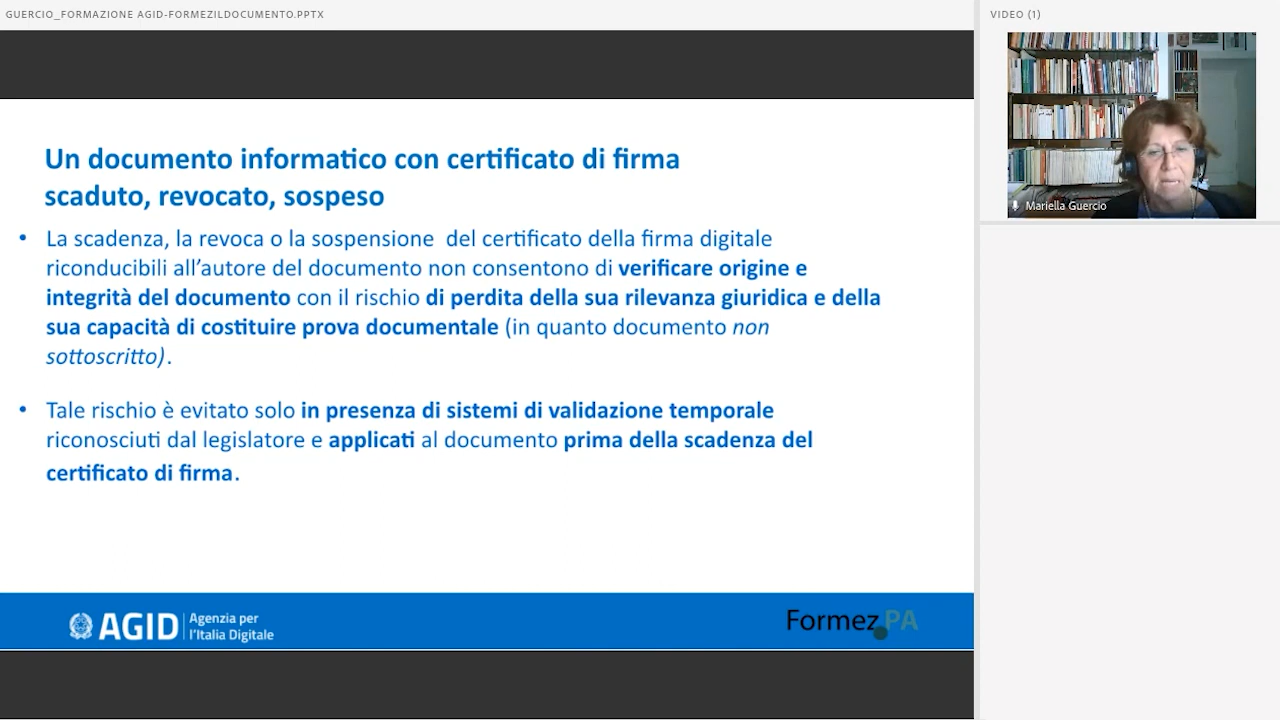 GUERCIO_FORMAZIONE AGID-FORMEZILDOCUMENTO.PPTX
VIDEO (1)
Mariella Guercio
Un documento informatico con certificato di firma
scaduto, revocato, sospeso
• La scadenza, la revoca o la sospensione  del certificato della firma digitale
riconducibili all’autore del documento non consentono di verificare origine e
integrità del documento con il rischio di perdita della sua rilevanza giuridica e della
sua capacità di costituire prova documentale (in quanto documento non
sottoscritto).
• Tale rischio è evitato solo in presenza di sistemi di validazione temporale
riconosciuti dal legislatore e applicati al documento prima della scadenza del
certificato di firma.
AGID Agenzia per
l’Italia Digitale
Formez PA